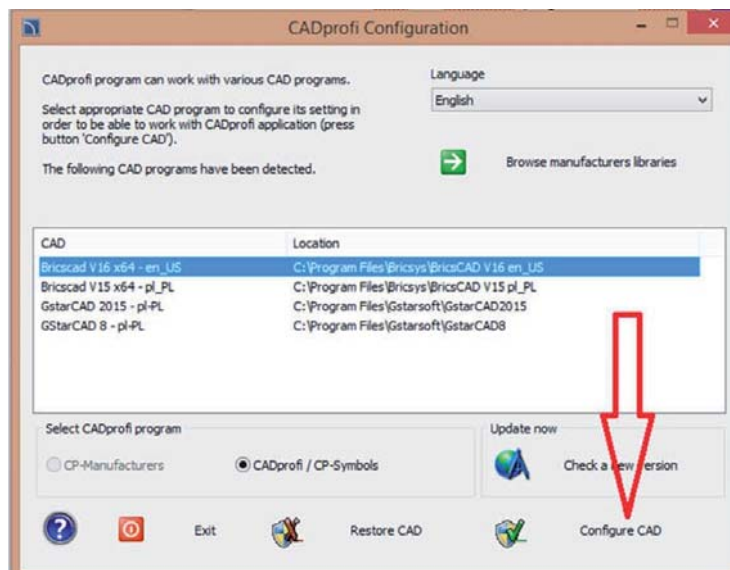 CADprofi Configuration
CADprofi program can work with various CAD programs.
Select appropriate CAD program to configure its setting in
order to be able to work with CADprofi application (press
button 'Configure CAD').
The following CAD programs have been detected.
Language
English
Browse manufacturers libraries
CAD Location
Bricscad V16 x64 - en_US C:\Program Files\Bricsys\BricsCAD V16 en_US
Bricscad V15 x64 - pl_PL C:\Program Files\Bricsys\BricsCAD V15 pl_PL
GstarCAD 2015 - pl-PL C:\Program Files\Gstarsoft\GstarCAD2015
GStarCAD 8 - pl-PL C:\Program Files\Gstarsoft\GstarCAD8
Select CADprofi program
CP-Manufacturers CADprofi / CP-Symbols
Update now
Check a new version
Exit Restore CAD Configure CAD